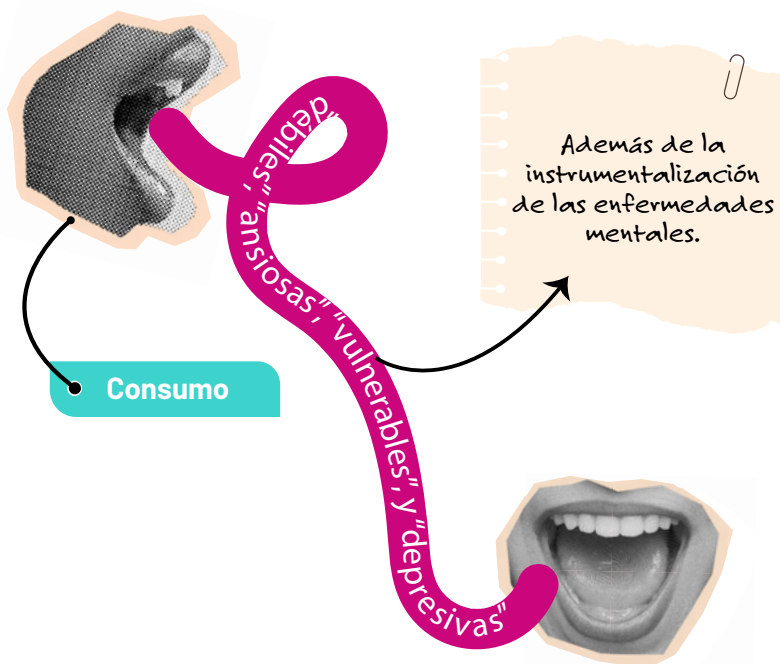 "débiles", "ansiosas", "vulnerables", y "depresivas"
Además de la
instrumentalización
de las enfermedades
mentales.
Consumo